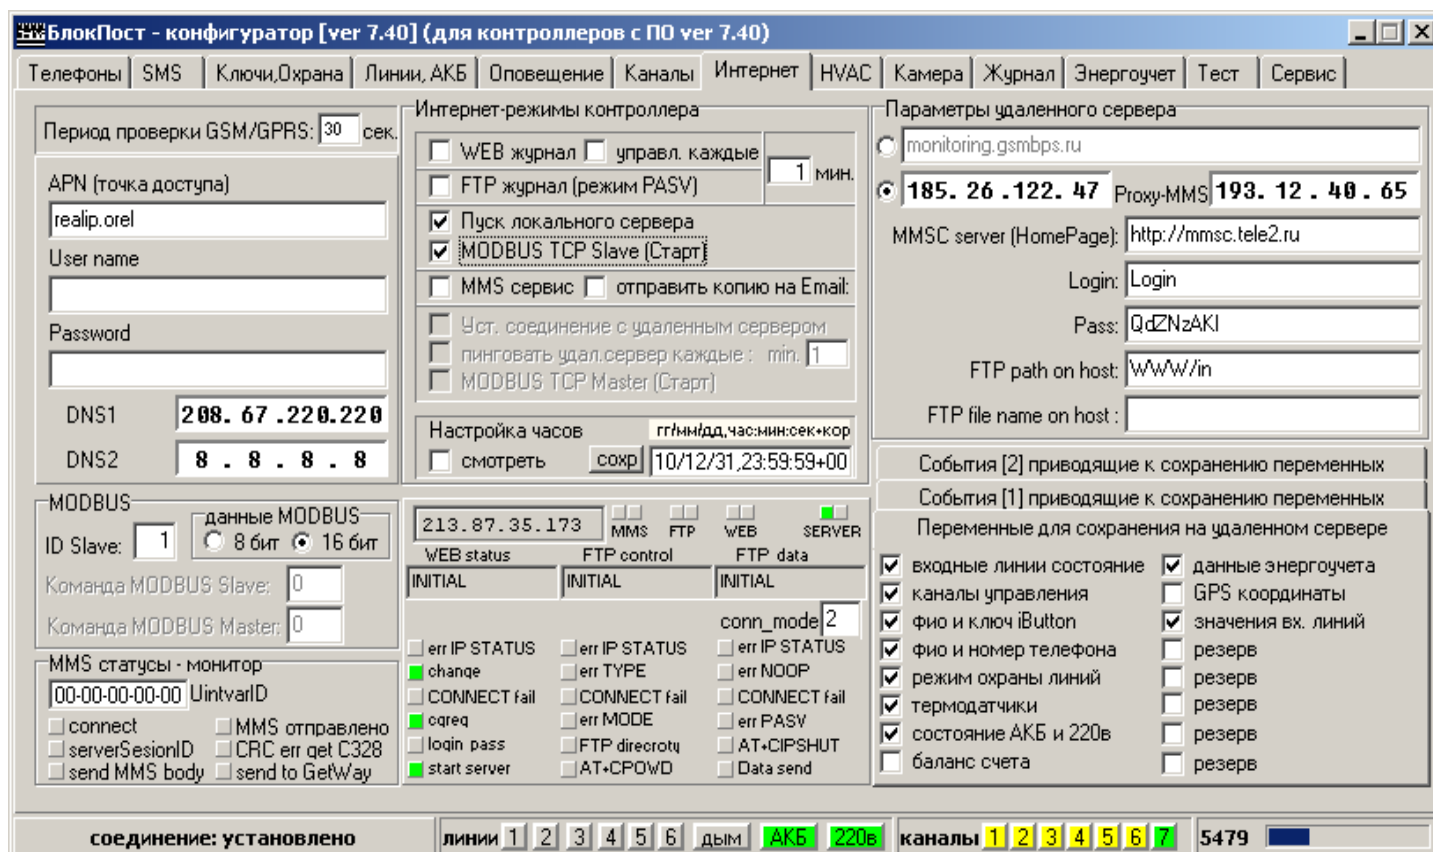 БлокПост - конфигуратор [ver 7.40] (для контроллеров с ПО ver 7.40)
Телефоны SMS Ключи,Охрана Линии, АКБ Оповещение Каналы Интернет HVAC Камера Журнал Энергоучет Тест Сервис
Период проверки GSM/GPRS: 30 сек.
APN (точка доступа)
realip.orel
User name
Password
DNS1 208. 67 .220.220
DNS2 8 . 8 . 8 . 8
MODBUS
ID Slave: 1
данные MODBUS
8 бит 16 бит
Команда MODBUS Slave: 0
Команда MODBUS Master: 0
MMS статусы - монитор
00-00-00-00-00 UintvarID
connect MMS отправлено
serverSesionID CRC err get C328
send MMS body send to GetWay
Интернет-режимы контроллера
WEB журнал управл. каждые
FTP журнал (режим PASV)
1 мин.
Пуск локального сервера
MODBUS TCP Slave (Старт)
MMS сервис отправить копию на Email:
Уст. соединение с удаленным сервером
пинговать удал.сервер каждые : min. 1
MODBUS TCP Master (Старт)
Настройка часов гг/мм/дд,час:мин:сек+кор
смотреть сохр 10/12/31,23:59:59+00
213.87.35.173 MMS FTP WEB SERVER
WEB status FTP control FTP data
INITIAL INITIAL INITIAL
conn_mode 2
err IP STATUS err IP STATUS err IP STATUS
change err TYPE err NOOP
CONNECT fail CONNECT fail CONNECT fail
cgreg err MODE err PASV
login pass FTP direcroty AT+CIPSHUT
start server AT+CPOWD Data send
Параметры удаленного сервера
monitoring.gsmbps.ru
185. 26 .122. 47 Proxy-MMS 193. 12 . 40 . 65
MMSC server (HomePage): http://mmsc.tele2.ru
Login: Login
Pass: QdZNzAKI
FTP path on host: WWW/in
FTP file name on host :
События [2] приводящие к сохранению переменных
События [1] приводящие к сохранению переменных
Переменные для сохранения на удаленном сервере
входные линии состояние данные энергоучета
каналы управления GPS координаты
фио и ключ iButton значения вх. линий
фио и номер телефона резерв
режим охраны линий резерв
термодатчики резерв
состояние АКБ и 220в резерв
баланс счета резерв
соединение: установлено линии 1 2 3 4 5 6 дым АКБ 220в каналы 1 2 3 4 5 6 7 5479